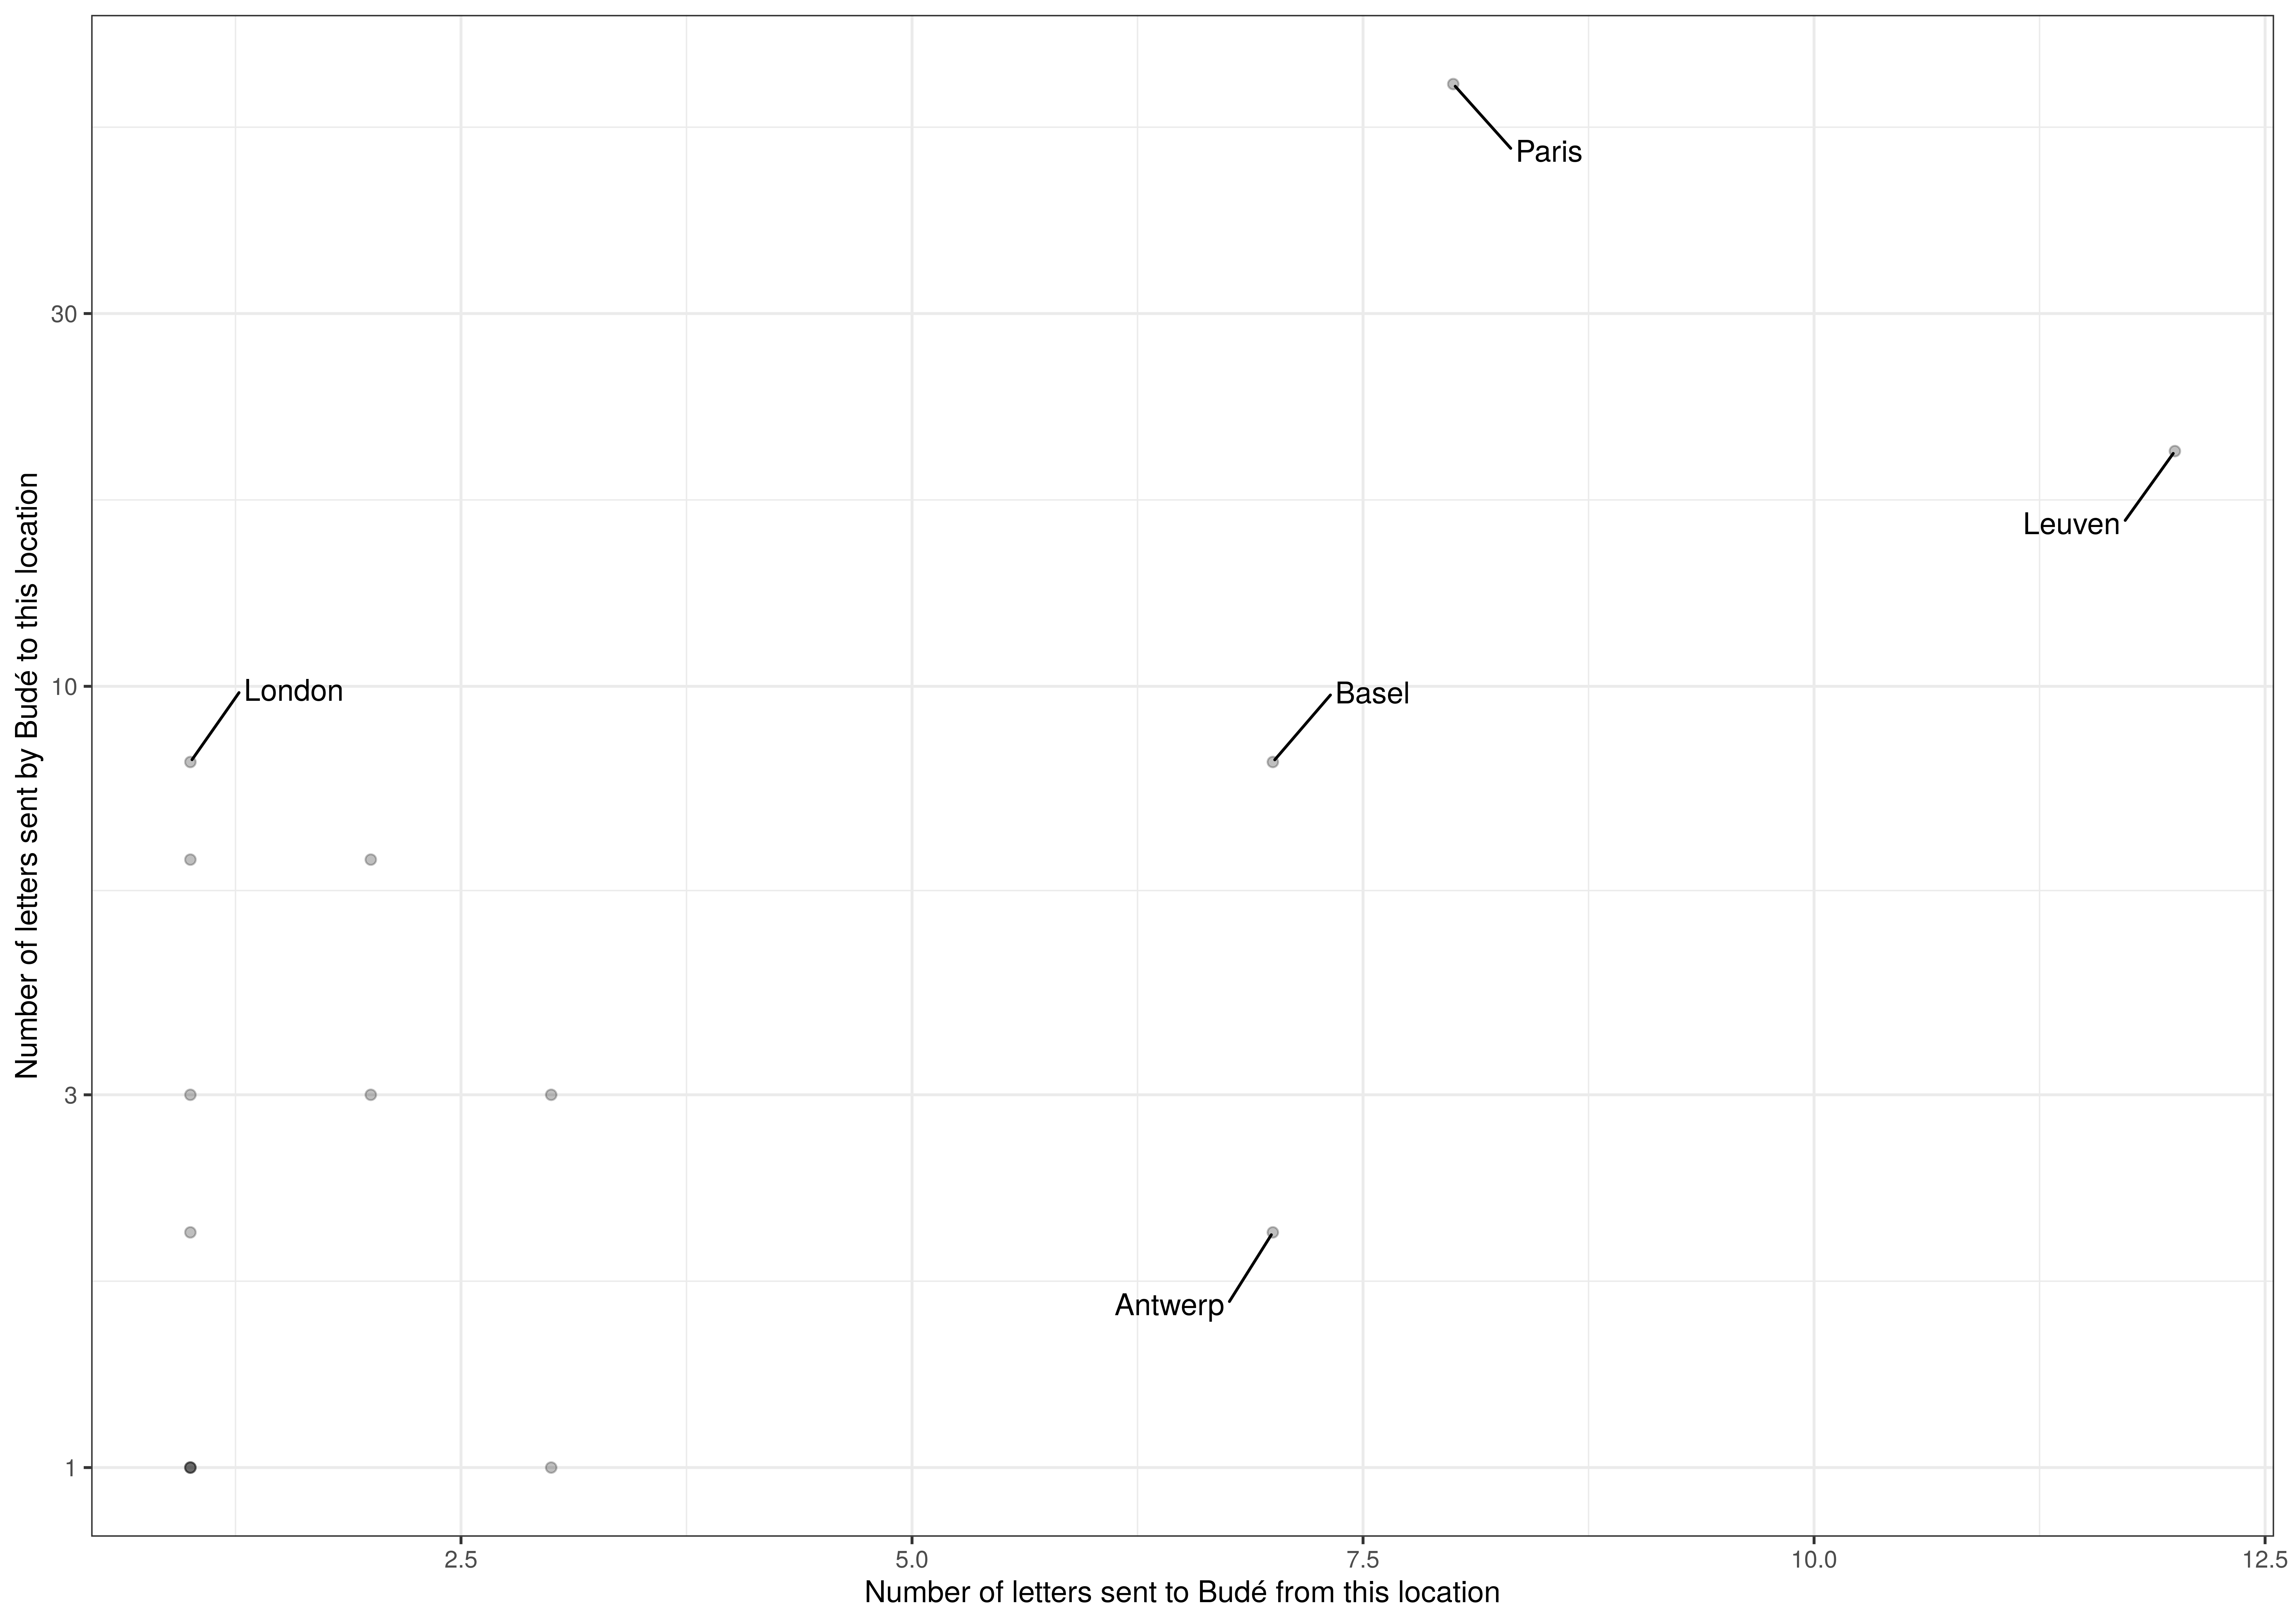 Paris
30
Leuven
10
London
Basel
3
Antwerp
1
2.5
5.0
7.5
10.0
12.5
Number of letters sent to Budé from this location
Number of letters sent by Budé to this location